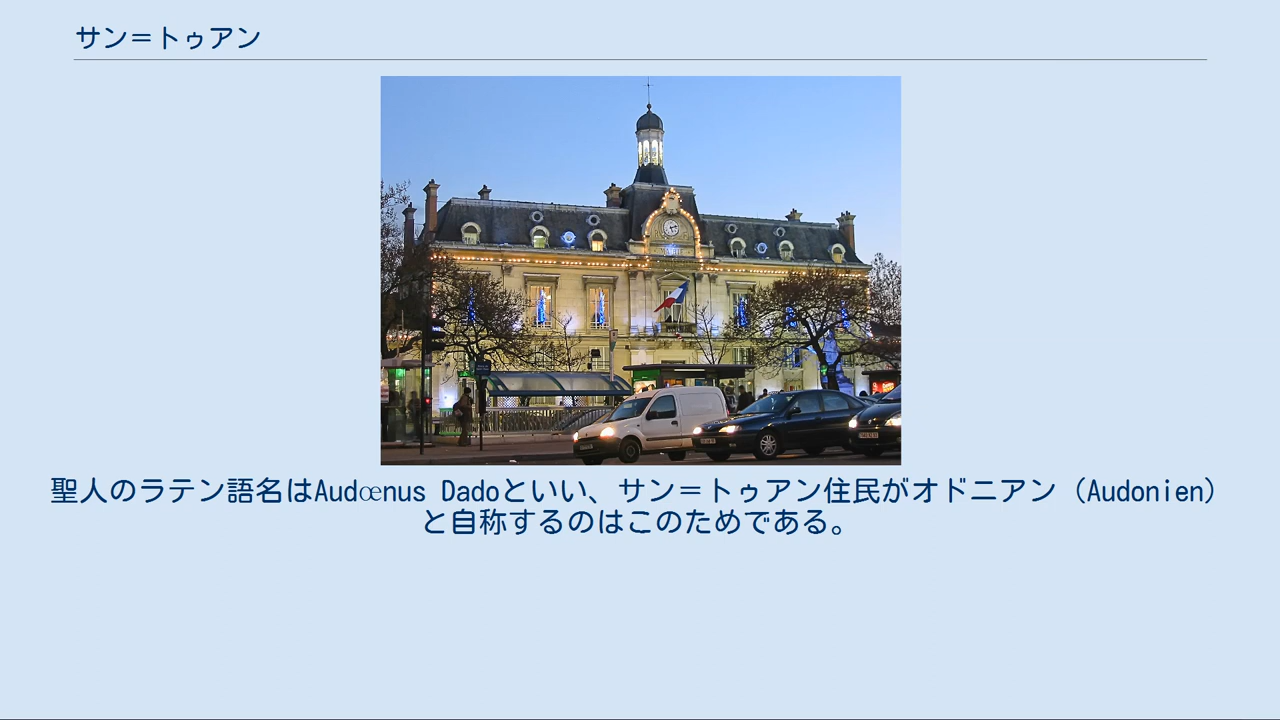 サン＝トゥアン
聖人のラテン語名はAudœnus Dadoといい、サン＝トゥアン住民がオドニアン（Audonien）
と自称するのはこのためである。